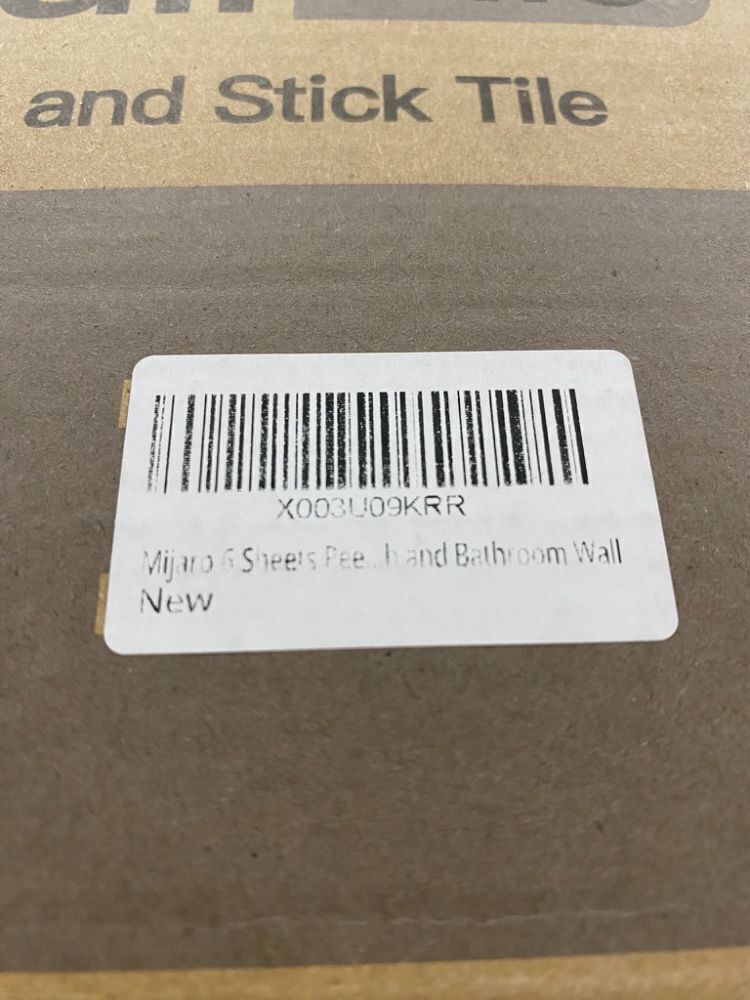 and Stick Tile
X003U09KRR
Mijaro 6 Sheets Pee...h and Bathroom Wall
New